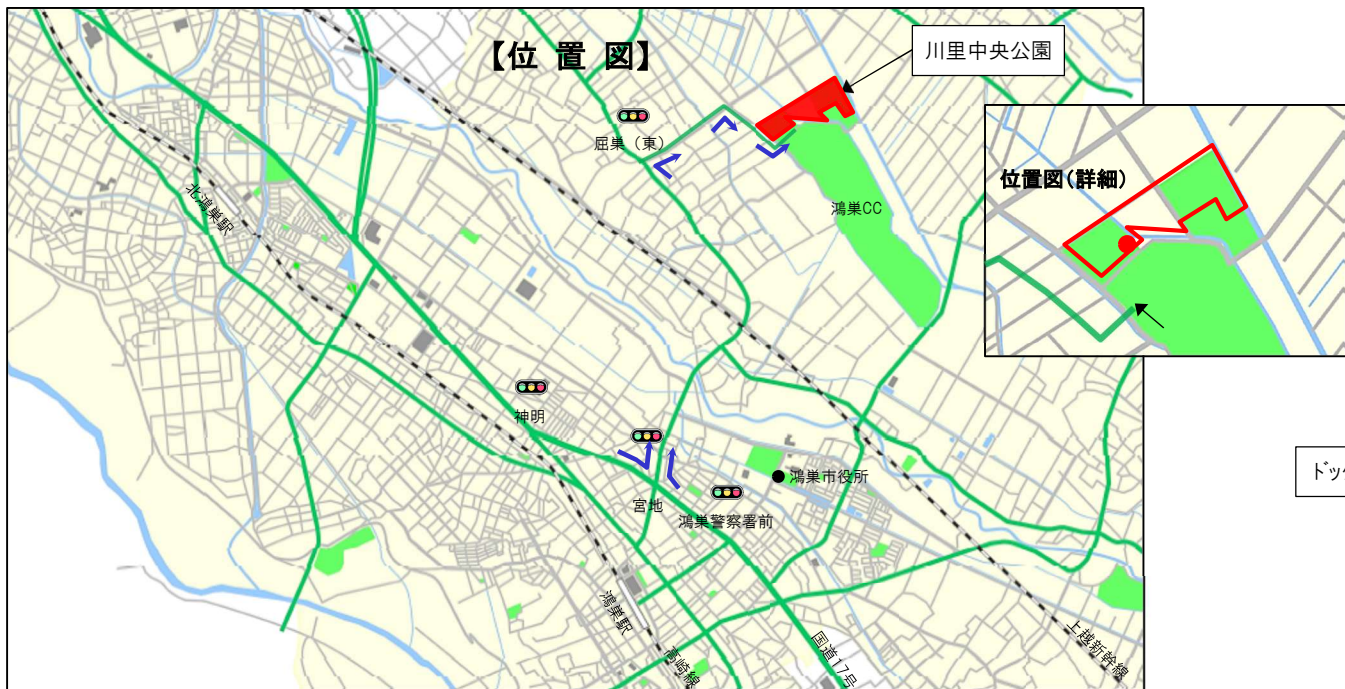 【位 置 図】
川里中央公園
屈巣（東）
位置図（詳細）
鴻巣CC
北鴻巣駅
神明
鴻巣市役所
宮地
鴻巣警察署前
鴻巣駅
高崎線
国道17号
上越新幹線
ドッ